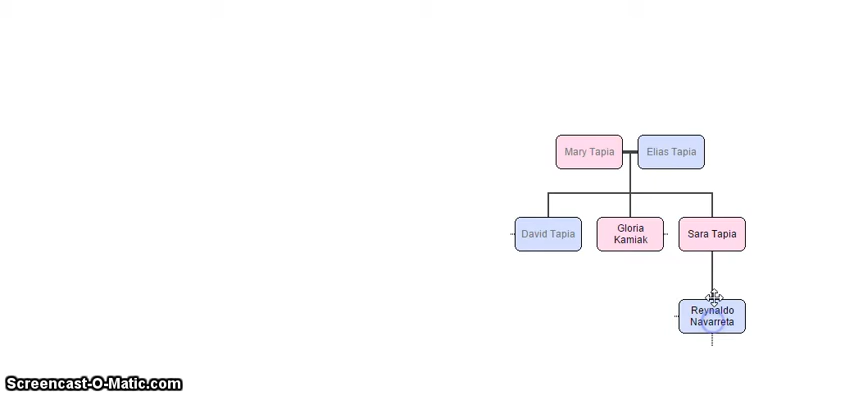 Mary Tapia
Elias Tapia
David Tapia
Gloria
Kamiak
Sara Tapia
Reynaldo
Navarreta
Screencast-O-Matic.com